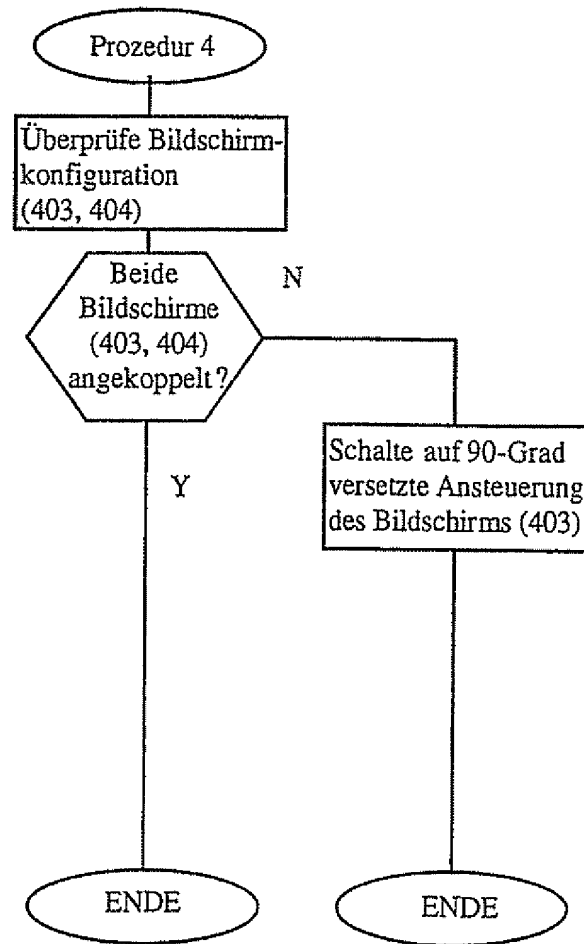 Prozedur 4
Überprüfe Bildschirm-
konfiguration
(403, 404)
Beide
Bildschirme
(403, 404)
angekoppelt?
N
Y
Schalte auf 90-Grad
versetzte Ansteuerung
des Bildschirms (403)
ENDE
ENDE